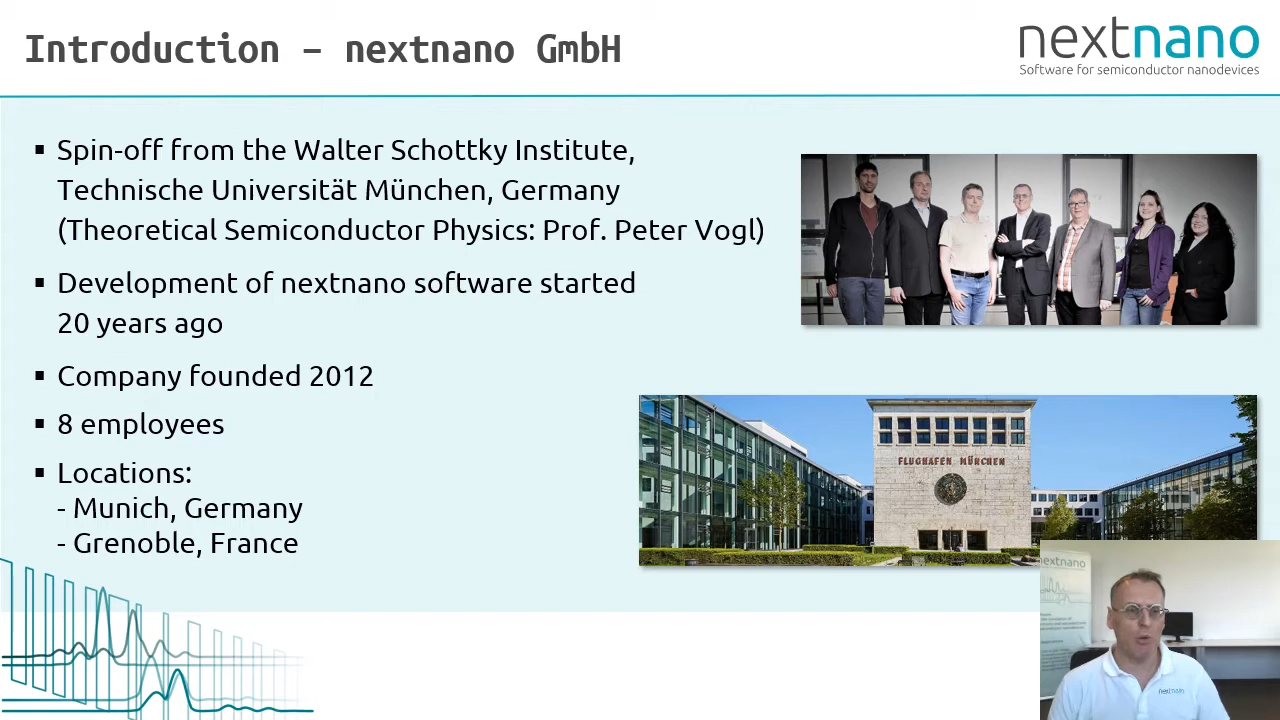 Introduction – nextnano GmbH
nextnano
Software for semiconductor nanodevices
▪ Spin-off from the Walter Schottky Institute,
Technische Universität München, Germany
(Theoretical Semiconductor Physics: Prof. Peter Vogl)
▪ Development of nextnano software started
20 years ago
▪ Company founded 2012
▪ 8 employees
▪ Locations:
- Munich, Germany
- Grenoble, France
FLUGHAFEN MÜNCHEN
nextnano
nextnano